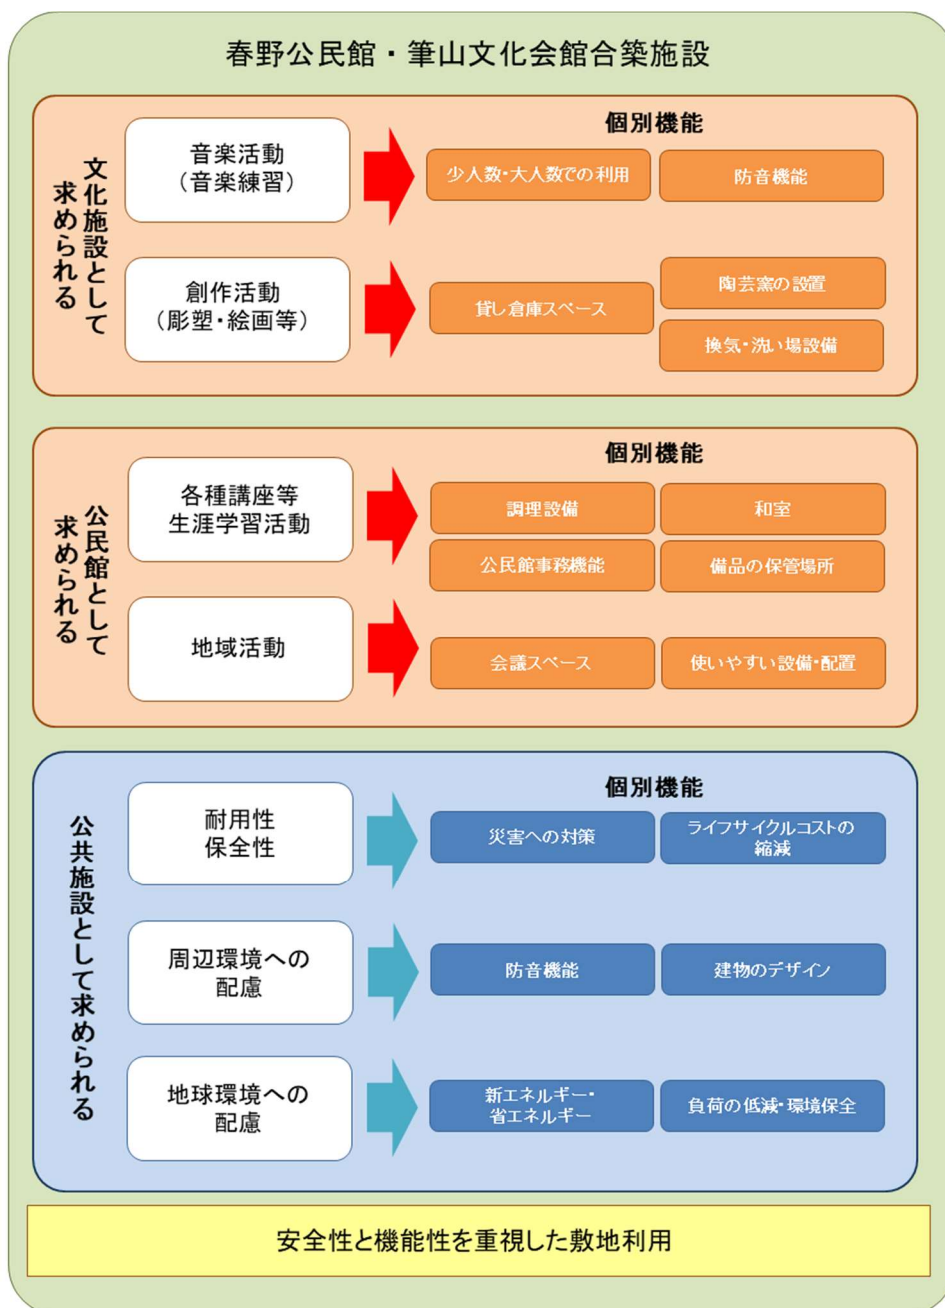 春野公民館・筆山文化会館合築施設
文化施設として
求められる
個別機能
音楽活動
（音楽練習）
少人数・大人数での利用
防音機能
創作活動
（彫塑・絵画等）
貸し倉庫スペース
陶芸窯の設置
換気・洗い場設備
公民館として
求められる
個別機能
各種講座等
生涯学習活動
調理設備
和室
公民館事務機能
備品の保管場所
地域活動
会議スペース
使いやすい設備・配置
公共施設として求められる
個別機能
耐用性
保全性
災害への対策
ライフサイクルコストの
縮減
周辺環境への
配慮
防音機能
建物のデザイン
地球環境への
配慮
新エネルギー・
省エネルギー
負荷の低減・環境保全
安全性と機能性を重視した敷地利用